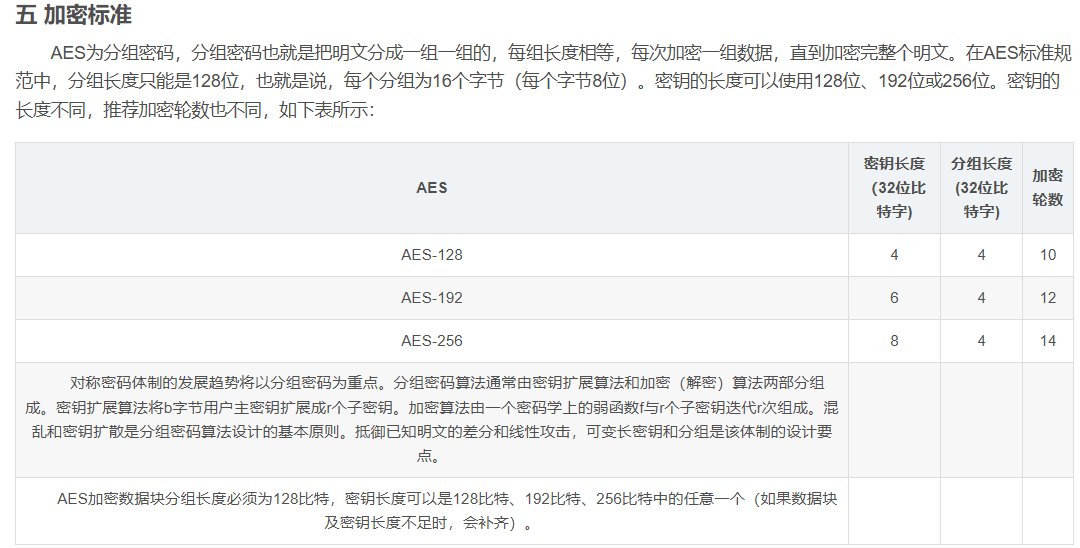 五 加密标准
AES为分组密码，分组密码也就是把明文分成一组一组的，每组长度相等，每次加密一组数据，直到加密完整个明文。在AES标准规
范中，分组长度只能是128位，也就是说，每个分组为16个字节（每个字节8位）。密钥的长度可以使用128位、192位或256位。密钥的
长度不同，推荐加密轮数也不同，如下表所示：
AES
密钥长度
（32位比
特字)
分组长度
(32位比
特字)
加密
轮数
AES-128 4 4 10
AES-192 6 4 12
AES-256 8 4 14
对称密码体制的发展趋势将以分组密码为重点。分组密码算法通常由密钥扩展算法和加密（解密）算法两部分组
成。密钥扩展算法将b字节用户主密钥扩展成r个子密钥。加密算法由一个密码学上的弱函数f与r个子密钥迭代r次组成。混
乱和密钥扩散是分组密码算法设计的基本原则。抵御已知明文的差分和线性攻击，可变长密钥和分组是该体制的设计要
点。
AES加密数据块分组长度必须为128比特，密钥长度可以是128比特、192比特、256比特中的任意一个（如果数据块
及密钥长度不足时，会补齐）。